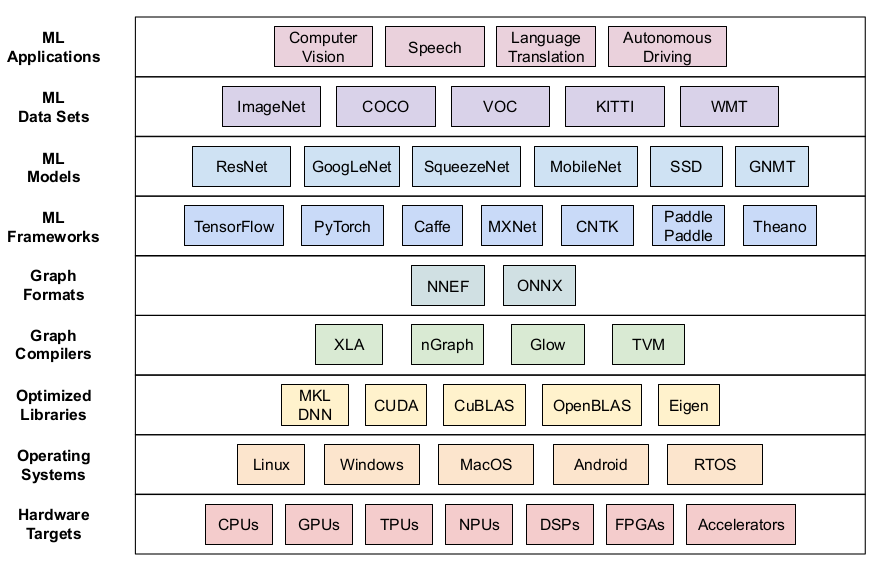 ML
Applications
Computer
Vision
Speech
Language
Translation
Autonomous
Driving
ML
Data Sets
ImageNet
COCO
VOC
KITTI
WMT
ML
Models
ResNet
GoogLeNet
SqueezeNet
MobileNet
SSD
GNMT
ML
Frameworks
TensorFlow
PyTorch
Caffe
MXNet
CNTK
Paddle
Paddle
Theano
Graph
Formats
NNEF
ONNX
Graph
Compilers
XLA
nGraph
Glow
TVM
Optimized
Libraries
MKL
DNN
CUDA
CuBLAS
OpenBLAS
Eigen
Operating
Systems
Linux
Windows
MacOS
Android
RTOS
Hardware
Targets
CPUs
GPUs
TPUs
NPUs
DSPs
FPGAs
Accelerators